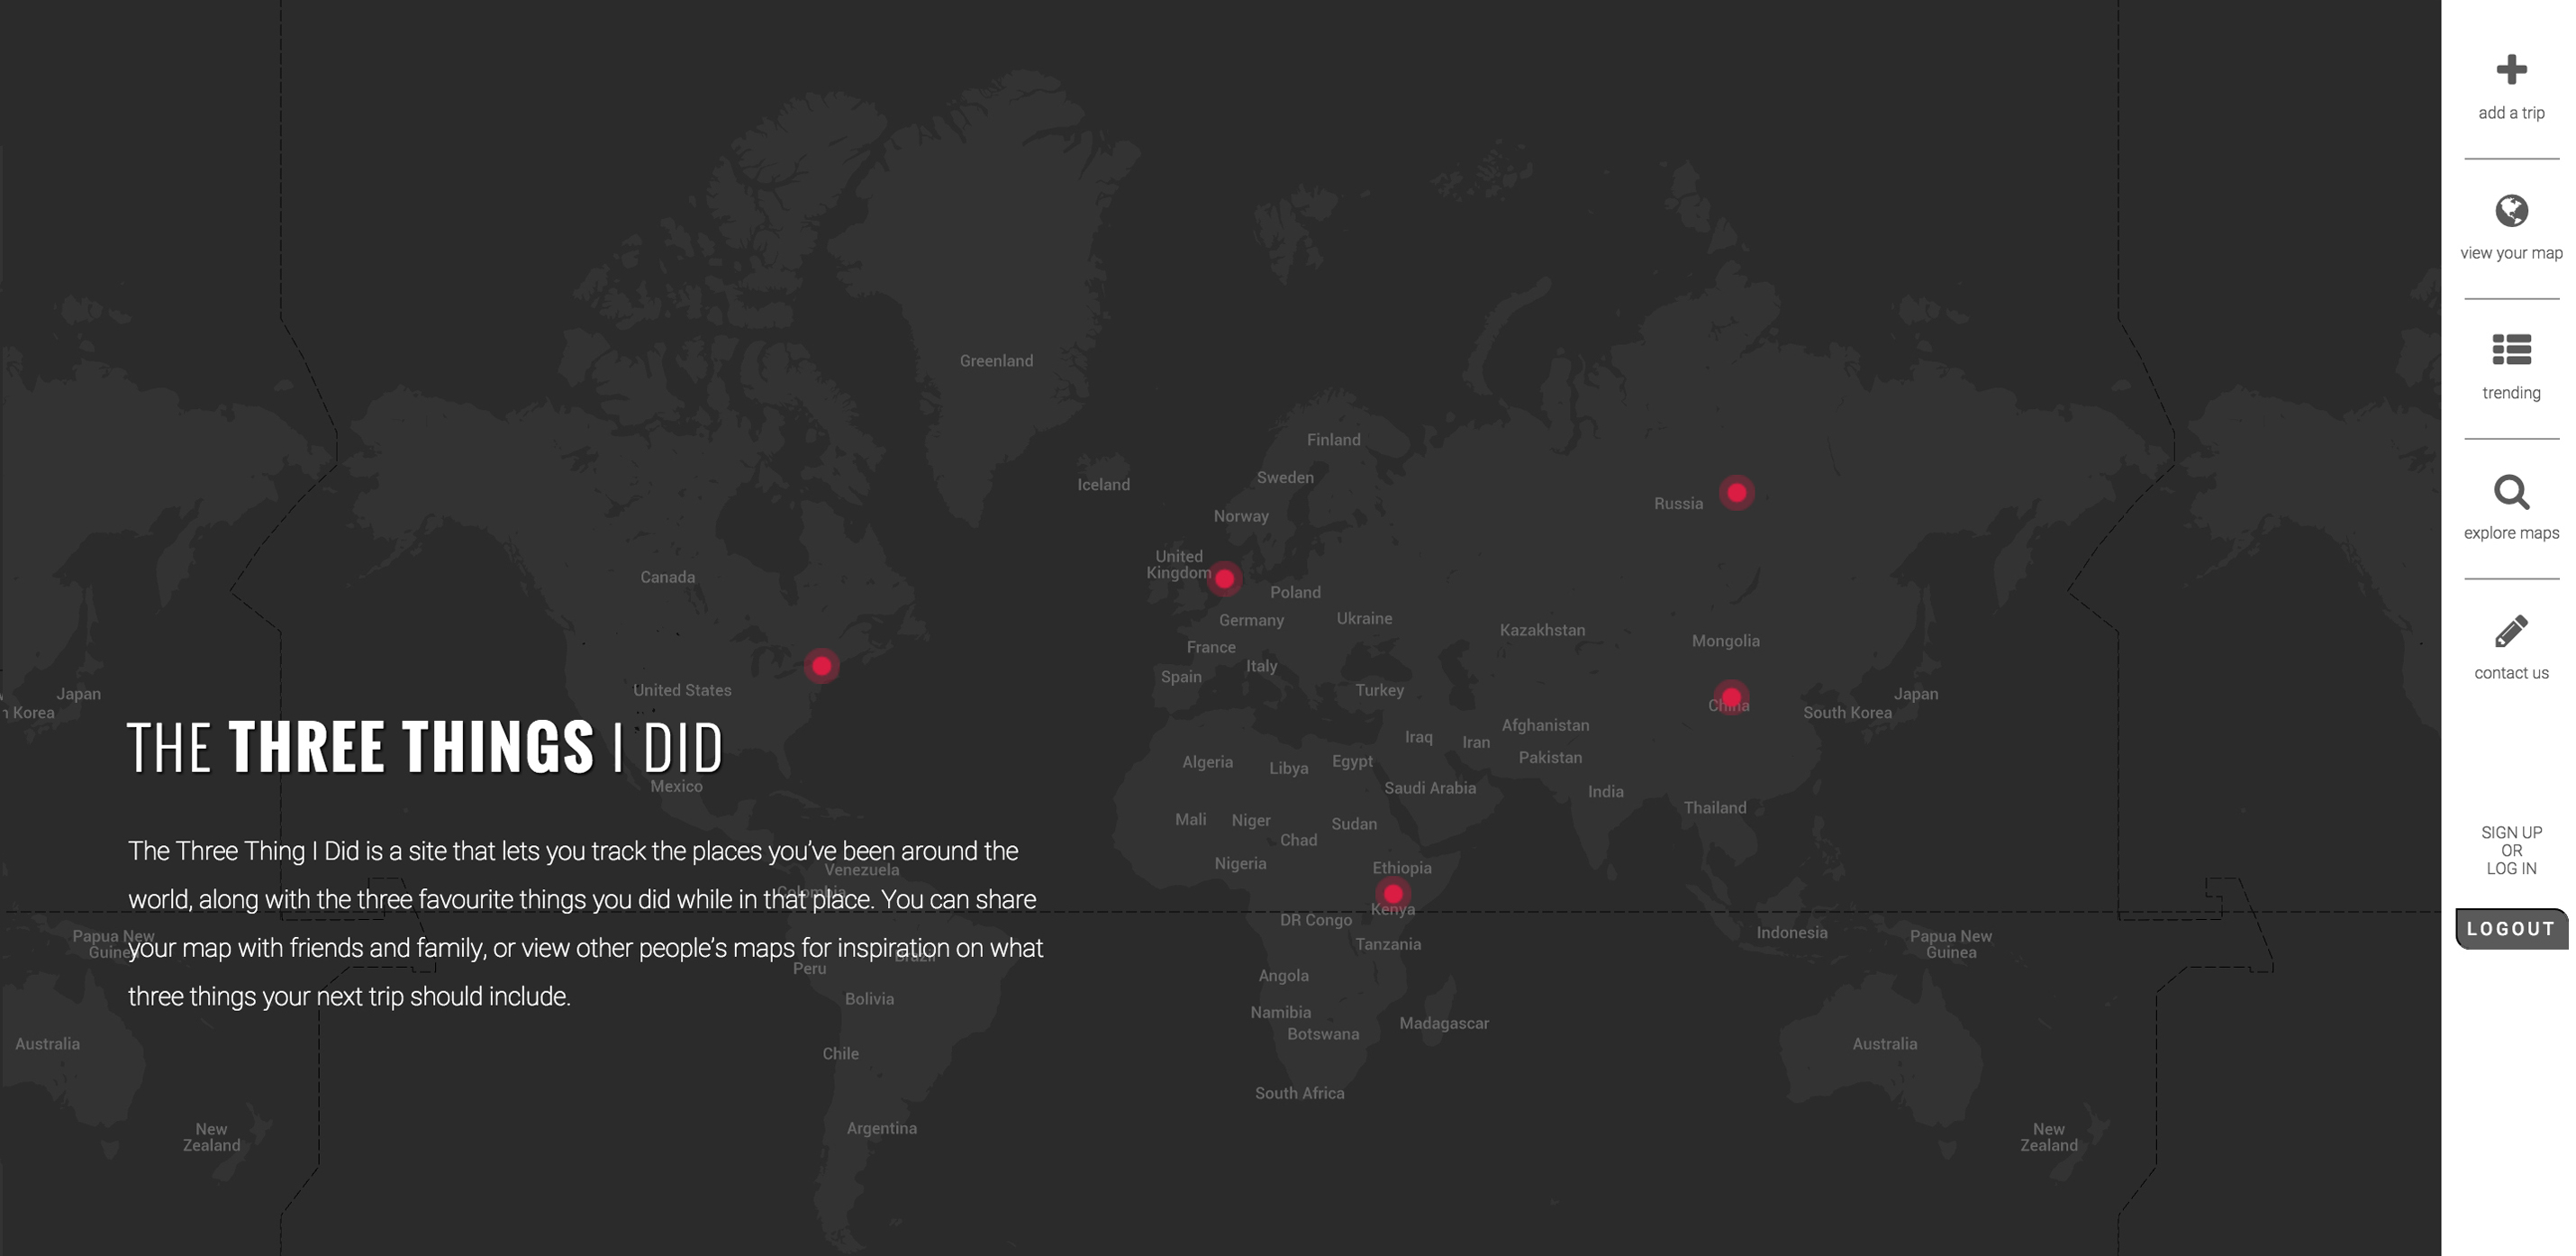 add a trip
view your map
trending
explore maps
contact us
SIGN UP
OR
LOG IN
LOGOUT
THE THREE THINGS I DID
The Three Thing I Did is a site that lets you track the places you’ve been around the
world, along with the three favourite things you did while in that place. You can share
your map with friends and family, or view other people’s maps for inspiration on what
three things your next trip should include.
Greenland
Iceland
Finland
Sweden
Norway
United
Kingdom
Poland
Germany
Ukraine
France
Italy
Spain
Turkey
Russia
Kazakhstan
Mongolia
China
South Korea
Japan
Afghanistan
Iraq
Iran
Pakistan
India
Thailand
Saudi Arabia
Algeria
Libya
Egypt
Mali
Niger
Chad
Sudan
Nigeria
Ethiopia
Kenya
DR Congo
Tanzania
Angola
Namibia
Botswana
Madagascar
South Africa
Indonesia
Papua New
Guinea
Australia
New
Zealand
Canada
United States
Mexico
Venezuela
Colombia
Brazil
Peru
Bolivia
Chile
Argentina
Japan
Korea
Papua New
Guinea
Australia
New
Zealand